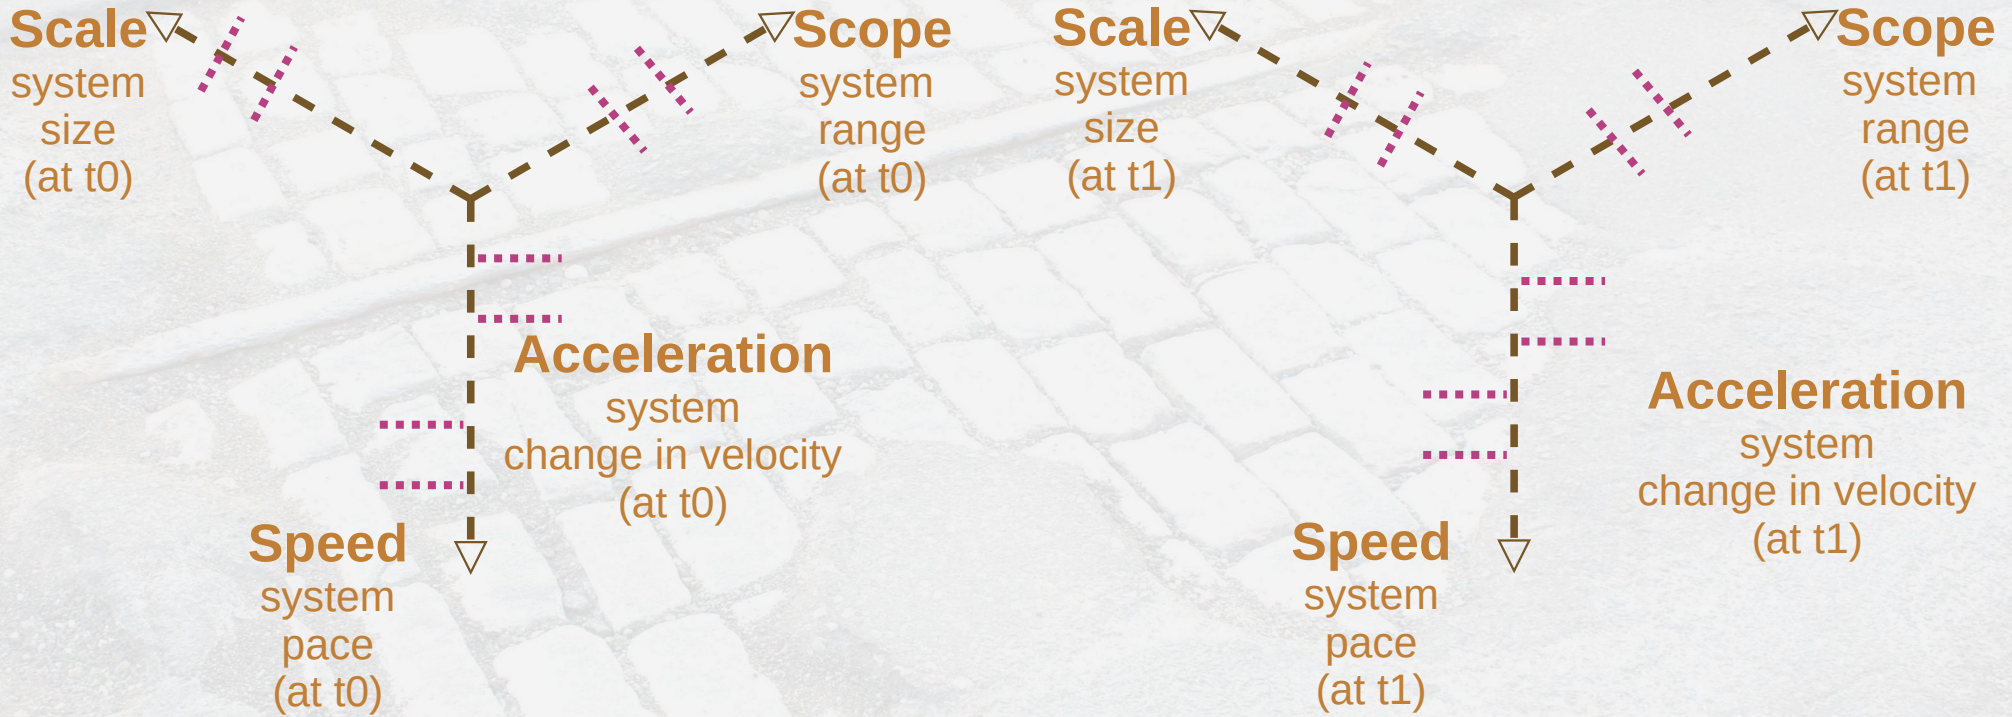 Scale
system
size
(at t0)
Scope
system
range
(at t0)
Acceleration
system
change in velocity
(at t0)
Speed
system
pace
(at t0)
Scale
system
size
(at t1)
Scope
system
range
(at t1)
Acceleration
system
change in velocity
(at t1)
Speed
system
pace
(at t1)